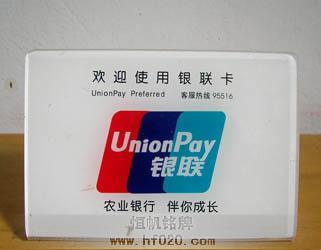 欢迎使用银联卡
UnionPay Preferred 客服热线 95516
UnionPay
银联
农业银行 伴你成长
恒帆铭牌
www.hf020.com